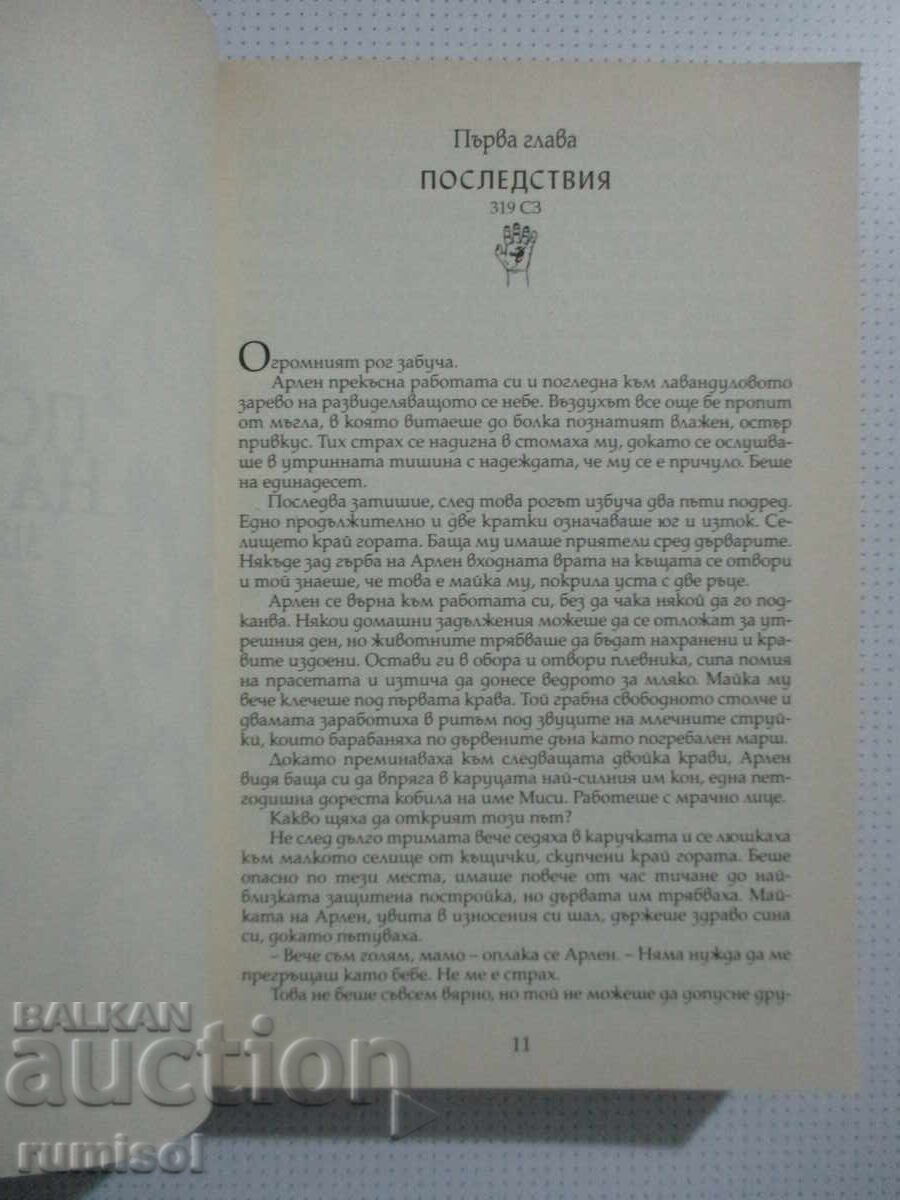 Първа глава
ПОСЛЕДСТВИЯ
319 СЗ
Огромният рог забуча.
Арлен прекъсна работата си и погледна към лавандуловото
зарево на развиделяващото се небе. Въздухът все още бе пропит
от мъгла, в която витаеше до болка познатият влажен, остър
привкус. Тих страх се надигна в стомаха му, докато се ослушва-
ше в утринната тишина с надеждата, че му се е причуло. Беше
на единадесет.
Последва затишие, след това рогът избуча два пъти подред.
Едно продължително и две кратки означаваше юг и изток. Се-
лището край гората. Баща му имаше приятели сред дърварите.
Някъде зад гърба на Арлен входната врата на къщата се отвори
и той знаеше, че това е майка му, покрила уста с две ръце.
Арлен се върна към работата си, без да чака някой да го под-
канва. Някои домашни задължения можеше да се отложат за ут-
решния ден, но животните трябваше да бъдат нахранени и кра-
вите издоени. Остави ги в обора и отвори плевника, сипа помия
на прасетата и изтича да донесе ведрото за мляко. Майка му
вече клечеше под първата крава. Той грабна свободното столче и
двамата заработиха в ритъм под звуците на млечните струй-
ки, които барабаняха по дървените дъна като погребален марш.
Докато преминаваха към следващата двойка крави, Арлен
видя баща си да впряга в каруцата най-силния им кон, една пет-
годишна дореста кобила на име Миси. Работеше с мрачно лице.
Какво щяха да открият този път?
Не след дълго тримата вече седяха в каручката и се люшкаха
към малкото селище от къщички, скупчени край гората. Беше
опасно по тези места, имаше повече от час тичане до най-
близката защитена постройка, но дървата им трябваха. Май-
ката на Арлен, увита в износения си шал, държеше здраво сина
си, докато пътуваха.
– Вече съм голям, мамо – оплака се Арлен. – Няма нужда да ме
прегръщаш като бебе. Не ме е страх.
Това не беше съвсем вярно, но той не можеше да допусне дру-
11
BALKAN
auction
rumisol